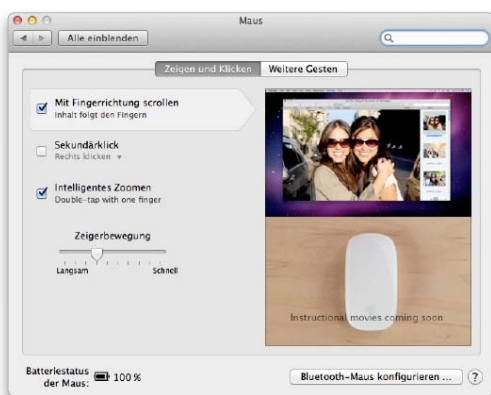 Maus
Alle einblenden
Zeigen und Klicken Weitere Gesten
Mit Fingerrichtung scrollen
Inhalt folgt den Fingern
Sekundärklick
Rechts klicken
Intelligentes Zoomen
Double-tap with one finger
Zeigerbewegung
Langsam Schnell
Instructional movies coming soon
Batteriestatus
der Maus: 100 %
Bluetooth-Maus konfigurieren ... ?